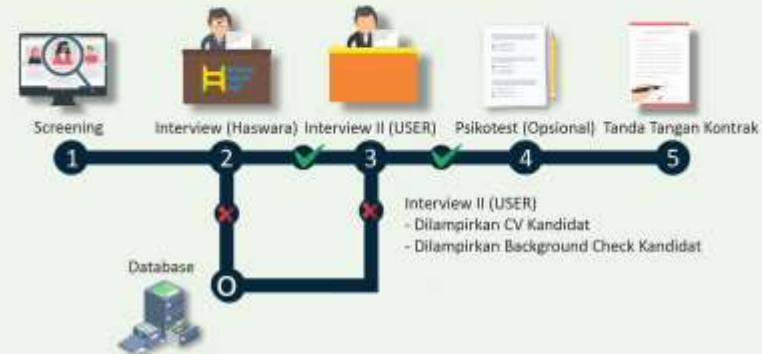 Screening
Interview (Haswara)
Interview II (USER)
Psikotest (Opsional)
Tanda Tangan Kontrak
1
2
3
4
5
Interview II (USER)
- Dilampirkan CV Kandidat
- Dilampirkan Background Check Kandidat
Database
O